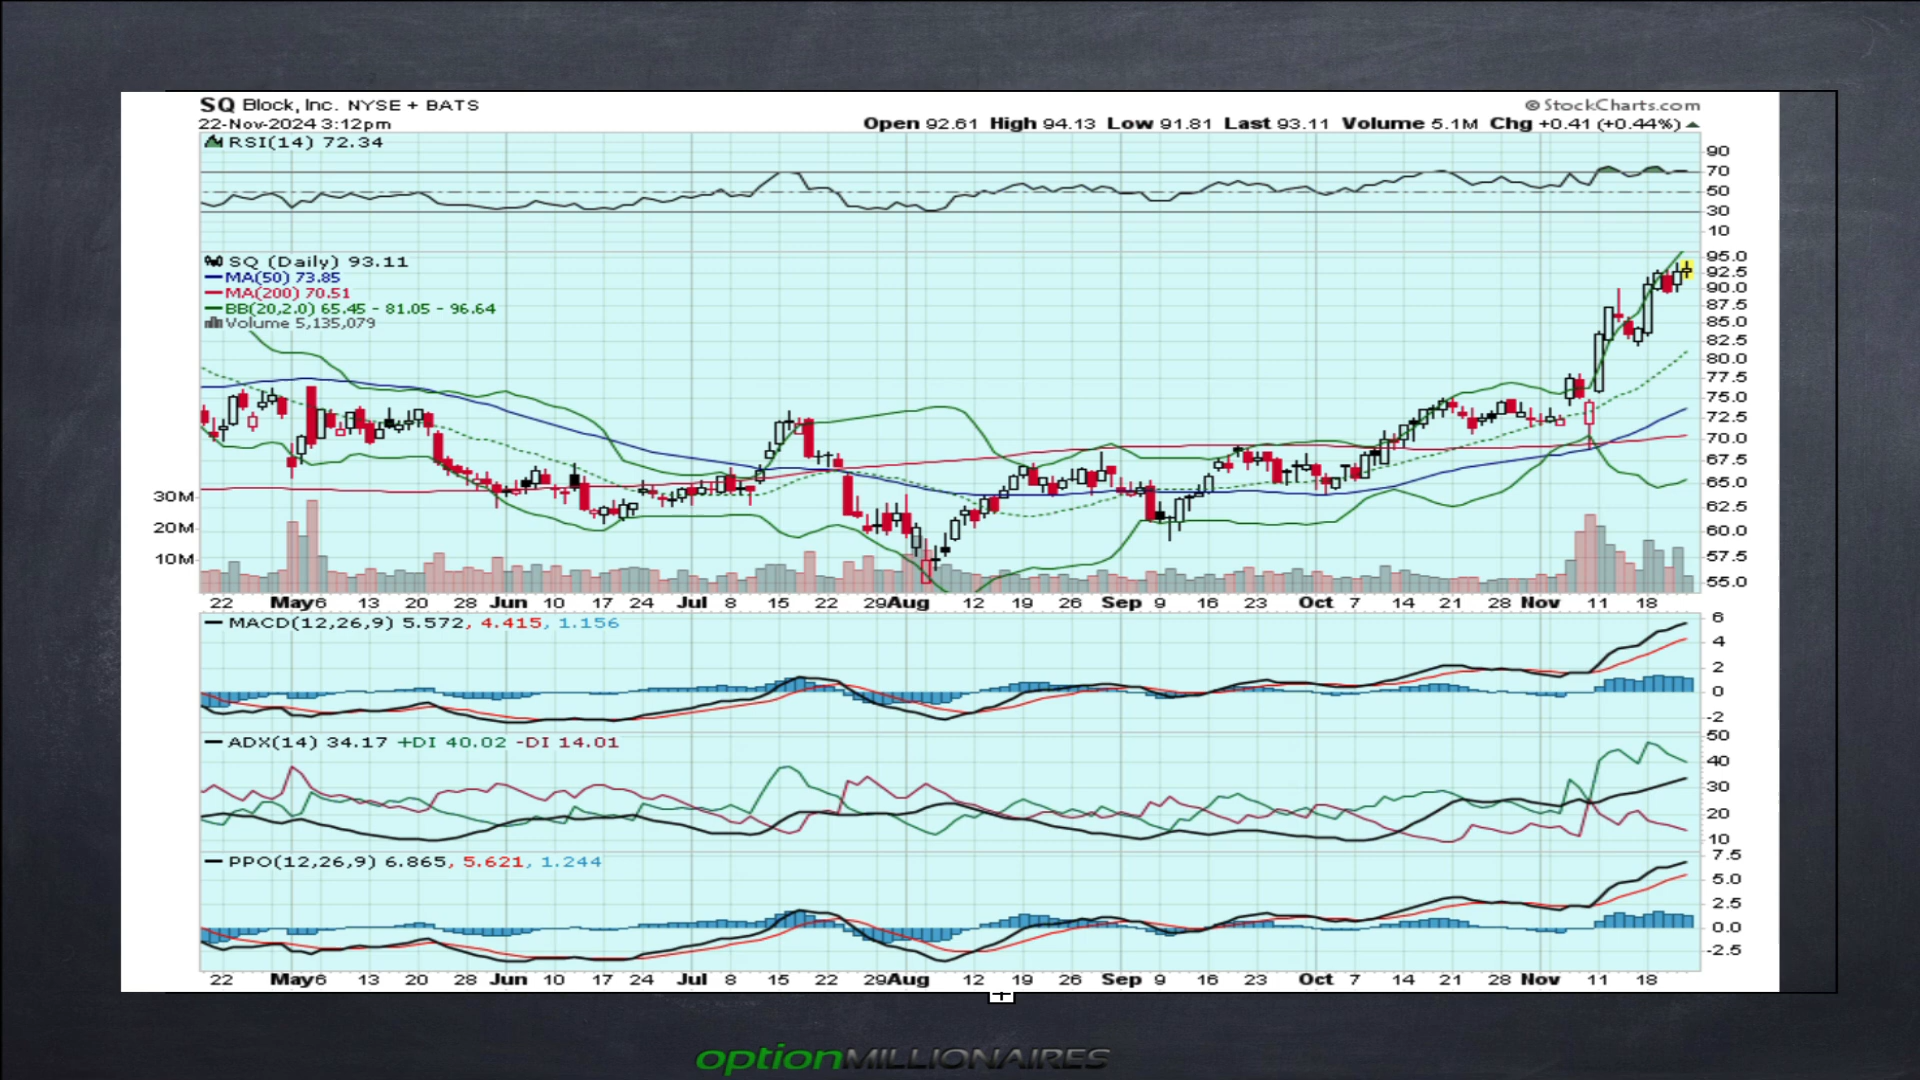 SQ Block, Inc. NYSE + BATS
© StockCharts.com
22-Nov-2024 3:12pm
Open 92.61 High 94.13 Low 91.81 Last 93.11 Volume 5.1M Chg +0.41 (+0.44%)
RSI(14) 72.34
90
70
50
30
10
SQ (Daily) 93.11
MA(50) 73.85
MA(200) 70.51
BB(20,2.0) 65.45 - 81.05 - 96.64
Volume 5,135,079
95.0
92.5
90.0
87.5
85.0
82.5
80.0
77.5
75.0
72.5
70.0
67.5
65.0
62.5
60.0
57.5
55.0
30M
20M
10M
22 May 6 13 20 28 Jun 10 17 24 Jul 8 15 22 29 Aug 12 19 26 Sep 9 16 23 Oct 7 14 21 28 Nov 11 18
MACD(12,26,9) 5.572, 4.415, 1.156
6
4
2
0
-2
ADX(14) 34.17 +DI 40.02 -DI 14.01
50
40
30
20
10
PPO(12,26,9) 6.865, 5.621, 1.244
7.5
5.0
2.5
0.0
-2.5
22 May 6 13 20 28 Jun 10 17 24 Jul 8 15 22 29 Aug 12 19 26 Sep 9 16 23 Oct 7 14 21 28 Nov 11 18
optionMILLIONAIRES